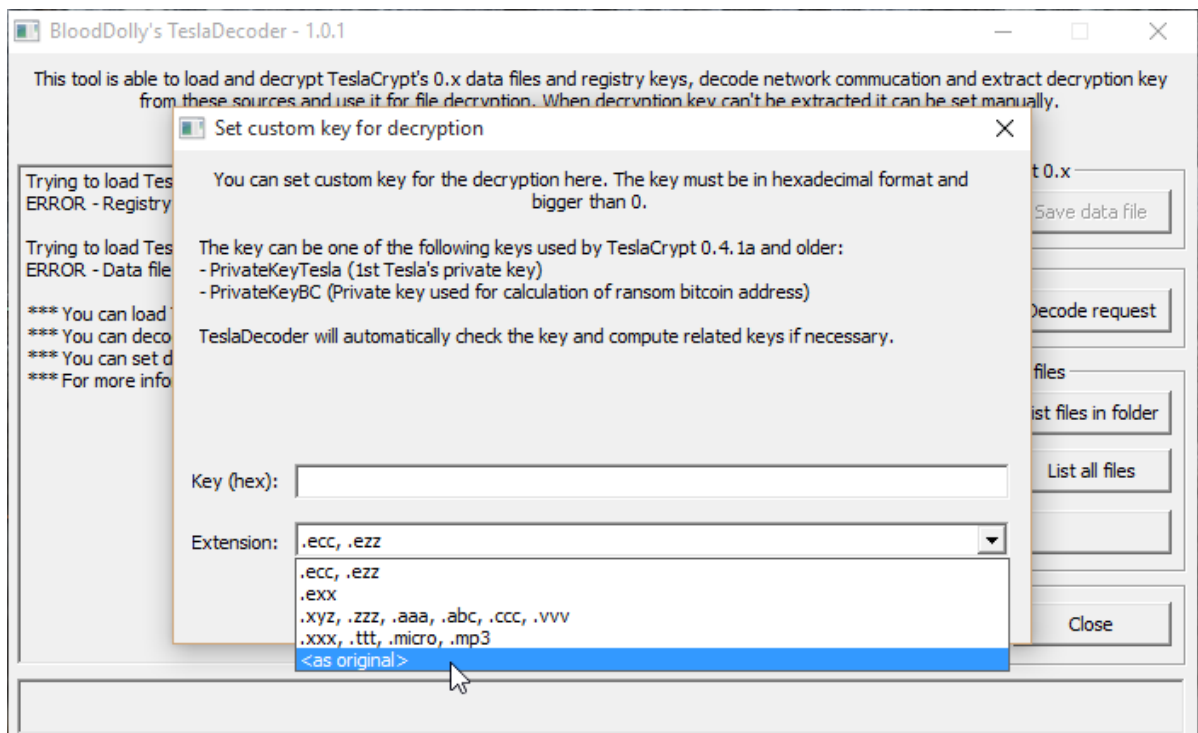 BloodDolly's TeslaDecoder - 1.0.1
This tool is able to load and decrypt TeslaCrypt's 0.x data files and registry keys, decode network commucation and extract decryption key
from these sources and use it for file decryption. When decryption key can't be extracted it can be set manually.
Set custom key for decryption
You can set custom key for the decryption here. The key must be in hexadecimal format and
bigger than 0.
The key can be one of the following keys used by TeslaCrypt 0.4.1a and older:
- PrivateKeyTesla (1st Tesla's private key)
- PrivateKeyBC (Private key used for calculation of ransom bitcoin address)
TeslaDecoder will automatically check the key and compute related keys if necessary.
Key (hex):
Extension:
.ecc, .ezz
.ecc, .ezz
.exx
.xyz, .zzz, .aaa, .abc, .ccc, .vvv
.xxx, .ttt, .micro, .mp3
<as original>
Trying to load Tes
ERROR - Registry
Trying to load Tes
ERROR - Data file
*** You can load
*** You can deco
*** You can set d
*** For more info
t 0.x
Save data file
Decode request
files
ist files in folder
List all files
Close